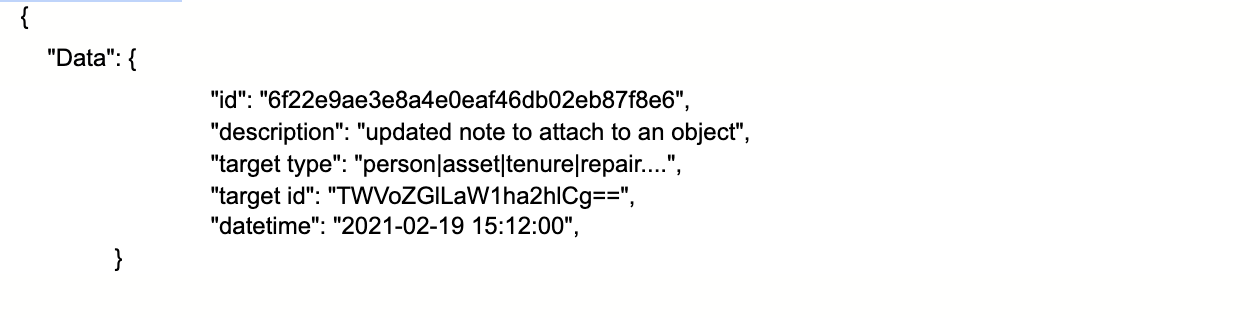 {
"Data": {
"id": "6f22e9ae3e8a4e0eaf46db02eb87f8e6",
"description": "updated note to attach to an object",
"target type": "person|asset|tenure|repair....",
"target id": "TWVoZGlLaW1ha2hlCg==",
"datetime": "2021-02-19 15:12:00",
}